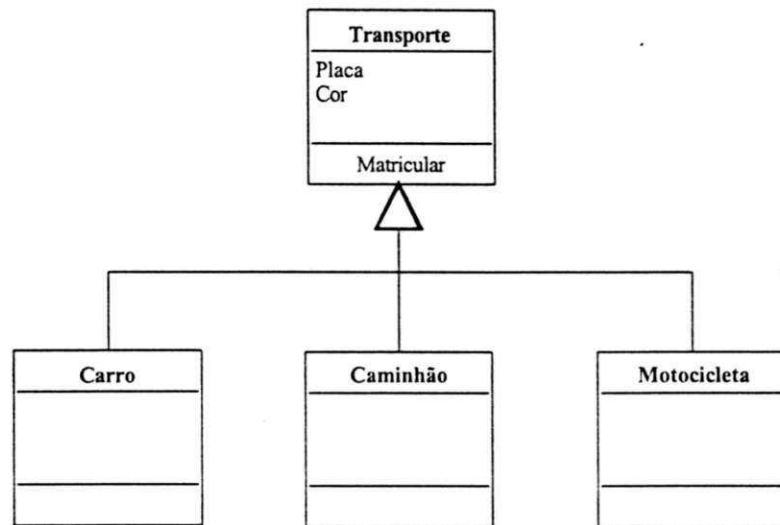 Transporte
Placa
Cor
Matricular
Carro
Caminhão
Motocicleta